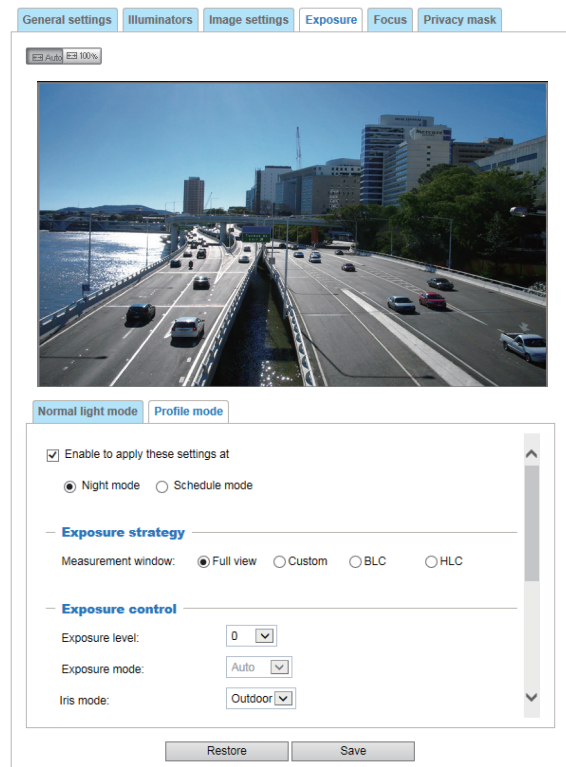 General settings Illuminators Image settings Exposure Focus Privacy mask
Auto 100%
Normal light mode Profile mode
Enable to apply these settings at
Night mode Schedule mode
Exposure strategy
Measurement window: Full view Custom BLC HLC
Exposure control
Exposure level: 0
Exposure mode: Auto
Iris mode: Outdoor
Restore Save